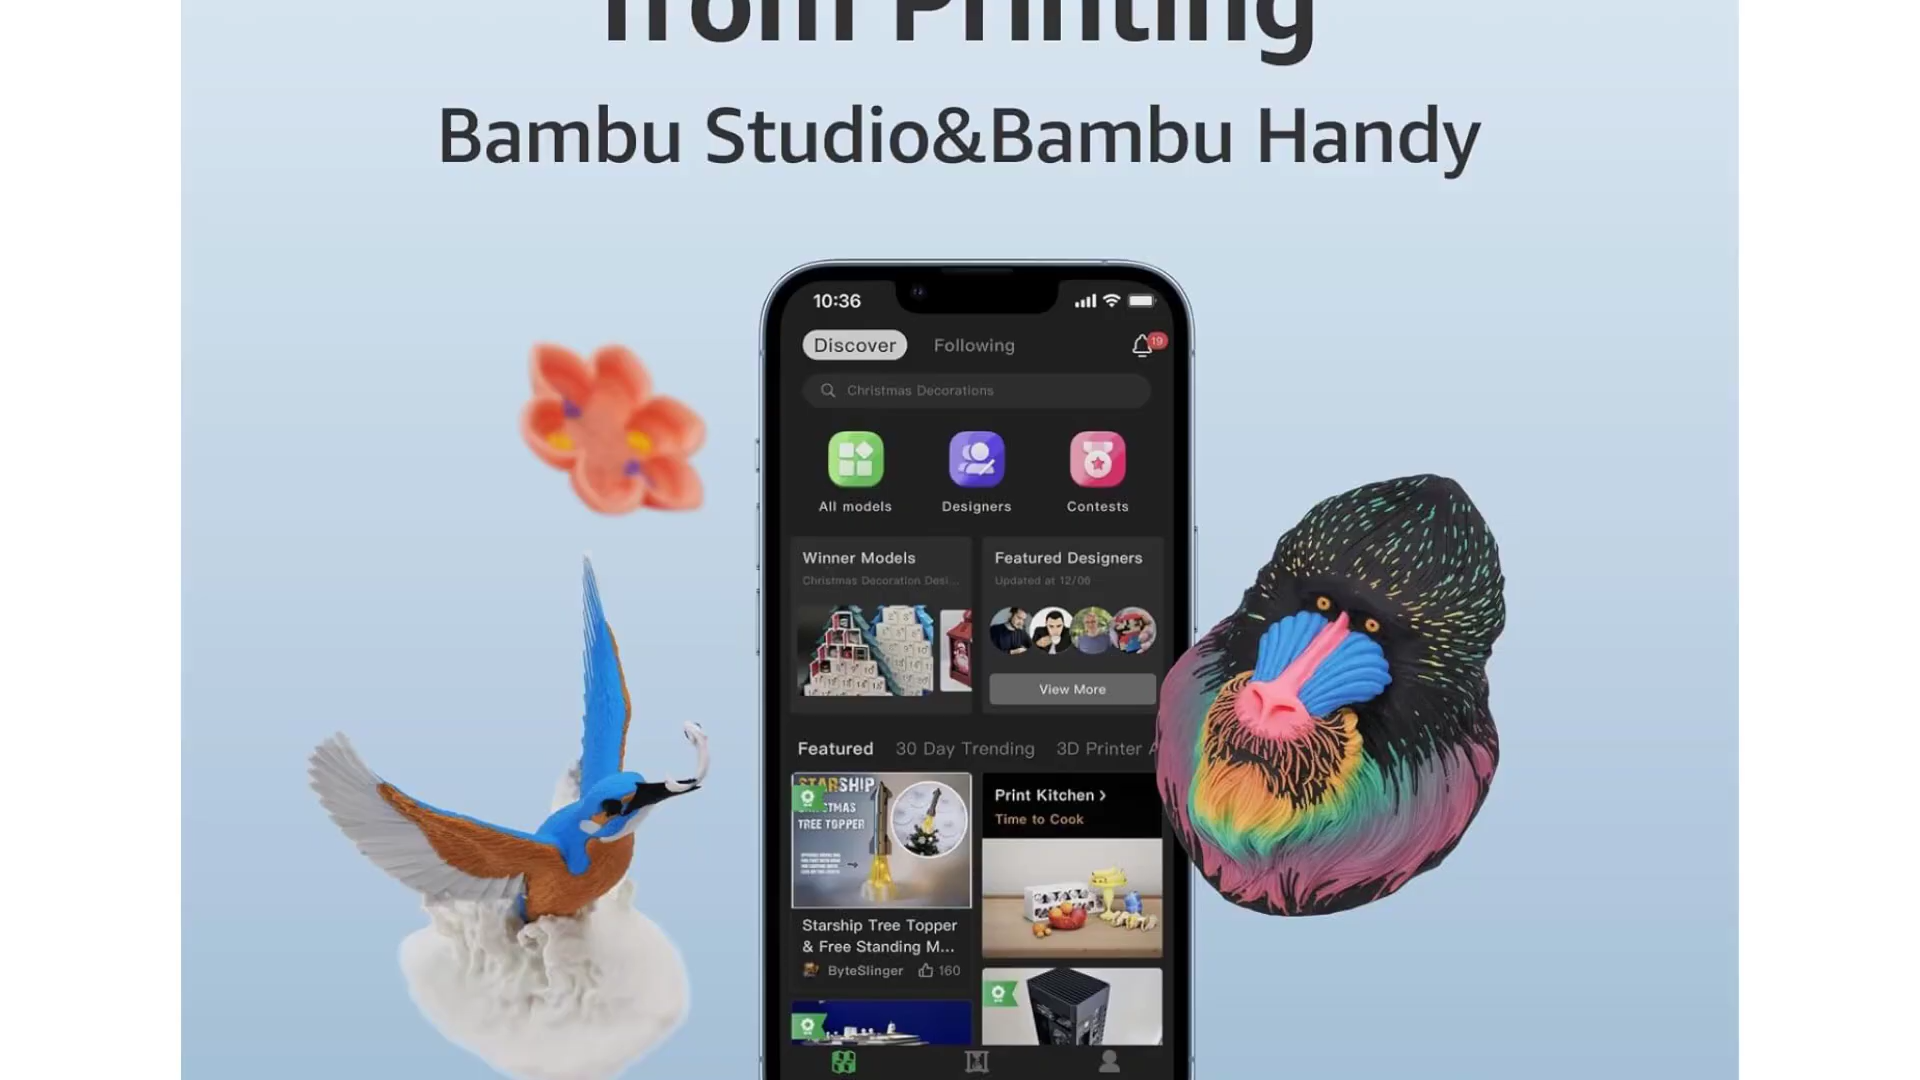 from Printing
Bambu Studio&Bambu Handy
10:36
Discover
Following
19
Christmas Decorations
All models
Designers
Contests
Winner Models
Featured Designers
Christmas Decoration Desi...
Updated at 12/06
View More
Featured
30 Day Trending
3D Printer A
STARSHIP
TREE TOPPER
Print Kitchen >
Time to Cook
Starship Tree Topper
& Free Standing M...
ByteSlinger
160